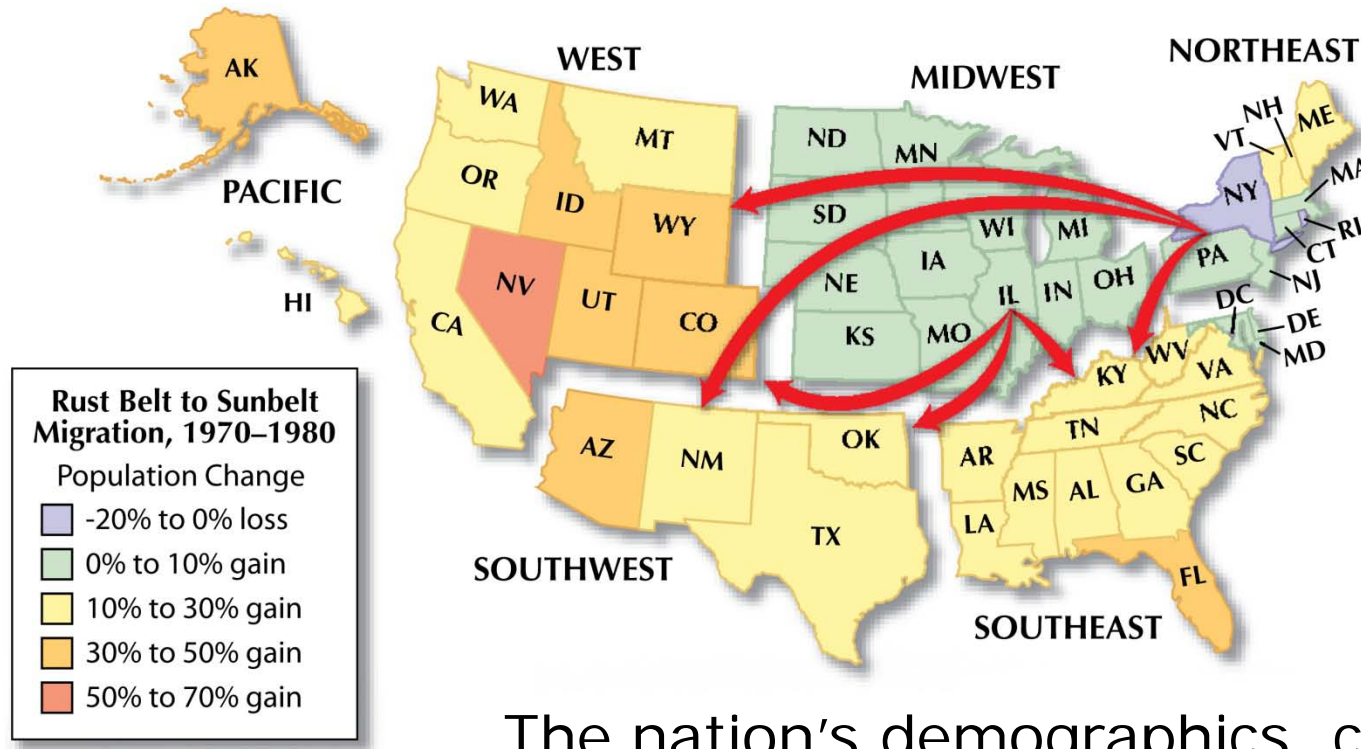 WEST
MIDWEST
NORTHEAST
AK
PACIFIC
HI
WA
MT
OR
ID
WY
NV
UT
CO
CA
ND
MN
SD
WI
MI
NE
IA
IL
IN
OH
KS
MO
VT
NH
ME
MA
NY
RI
CT
PA
NJ
DC
DE
MD
WV
VA
KY
NC
TN
SC
AR
MS
AL
GA
LA
FL
AZ
NM
OK
TX
SOUTHWEST
SOUTHEAST
Rust Belt to Sunbelt
Migration, 1970–1980
Population Change
-20% to 0% loss
0% to 10% gain
10% to 30% gain
30% to 50% gain
50% to 70% gain
The nation's demographics